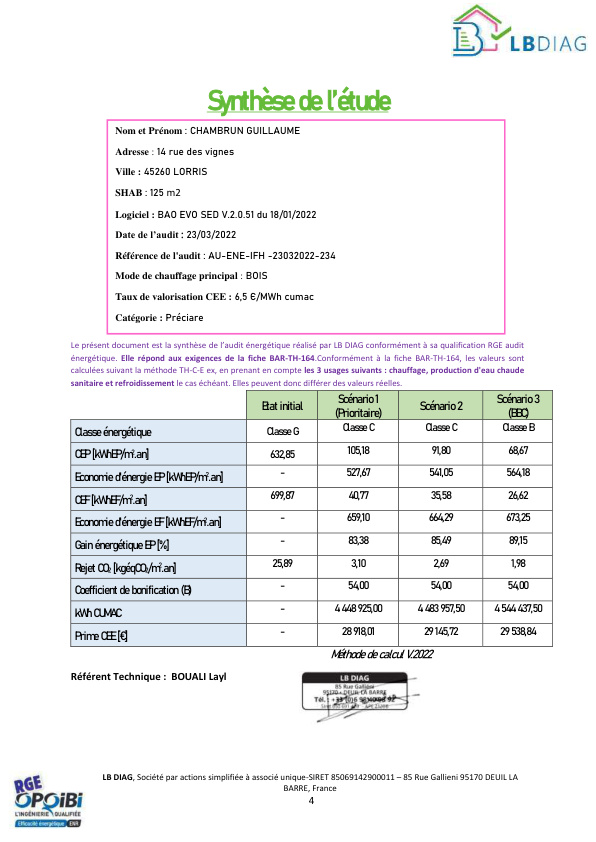 LBDIAG
Synthèse de l'étude
Nom et Prénom : CHAMBRUN GUILLAUME
Adresse : 14 rue des vignes
Ville : 45260 LORRIS
SHAB : 125 m2
Logiciel : BAO EVO SED V.2.0.51 du 18/01/2022
Date de l'audit : 23/03/2022
Référence de l'audit : AU-ENE-IFH -23032022-234
Mode de chauffage principal : BOIS
Taux de valorisation CEE : 6,5 €/MWh cumac
Catégorie : Préciare
Le présent document est la synthèse de l'audit énergétique réalisé par LB DIAG conformément à sa qualification RGE audit
énergétique. Elle répond aux exigences de la fiche BAR-TH-164.Conformément à la fiche BAR-TH-164, les valeurs sont
calculées suivant la méthode TH-C-E ex, en prenant en compte les 3 usages suivants : chauffage, production d'eau chaude
sanitaire et refroidissement le cas échéant. Elles peuvent donc différer des valeurs réelles.
Etat initial Scénario 1 (Prioritaire) Scénario 2 Scénario 3 (BBC)
Classe énergétique Classe G Classe C Classe C Classe B
CEP [kWhEP/m².an] 632,85 105,18 91,80 68,67
Economie d'énergie EP [kWhEP/m².an] - 527,67 541,05 564,18
CEF [kWhEF/m².an] 699,87 40,77 35,58 26,62
Economie d'énergie EF [kWhEF/m².an] - 659,10 664,29 673,25
Gain énergétique EP [%] - 83,38 85,49 89,15
Rejet CO₂ [kgéqCO₂/m².an] 25,89 3,10 2,69 1,98
Coefficient de bonification (B) - 54,00 54,00 54,00
kWh CUMAC - 4 448 925,00 4 483 957,50 4 544 437,50
Prime CEE [€] - 28 918,01 29 145,72 29 538,84
Méthode de calcul V.2022
Référent Technique : BOUALI Layl
LB DIAG
85 Rue Gallieni
95170 - DEUIL LA BARRE
LB DIAG, Société par actions simplifiée à associé unique-SIRET 85069142900011 – 85 Rue Gallieni 95170 DEUIL LA
BARRE, France
4
RGE
OPQIBI
L'INGÉNIERIE QUALIFIÉE
Efficacité énergétique ENR